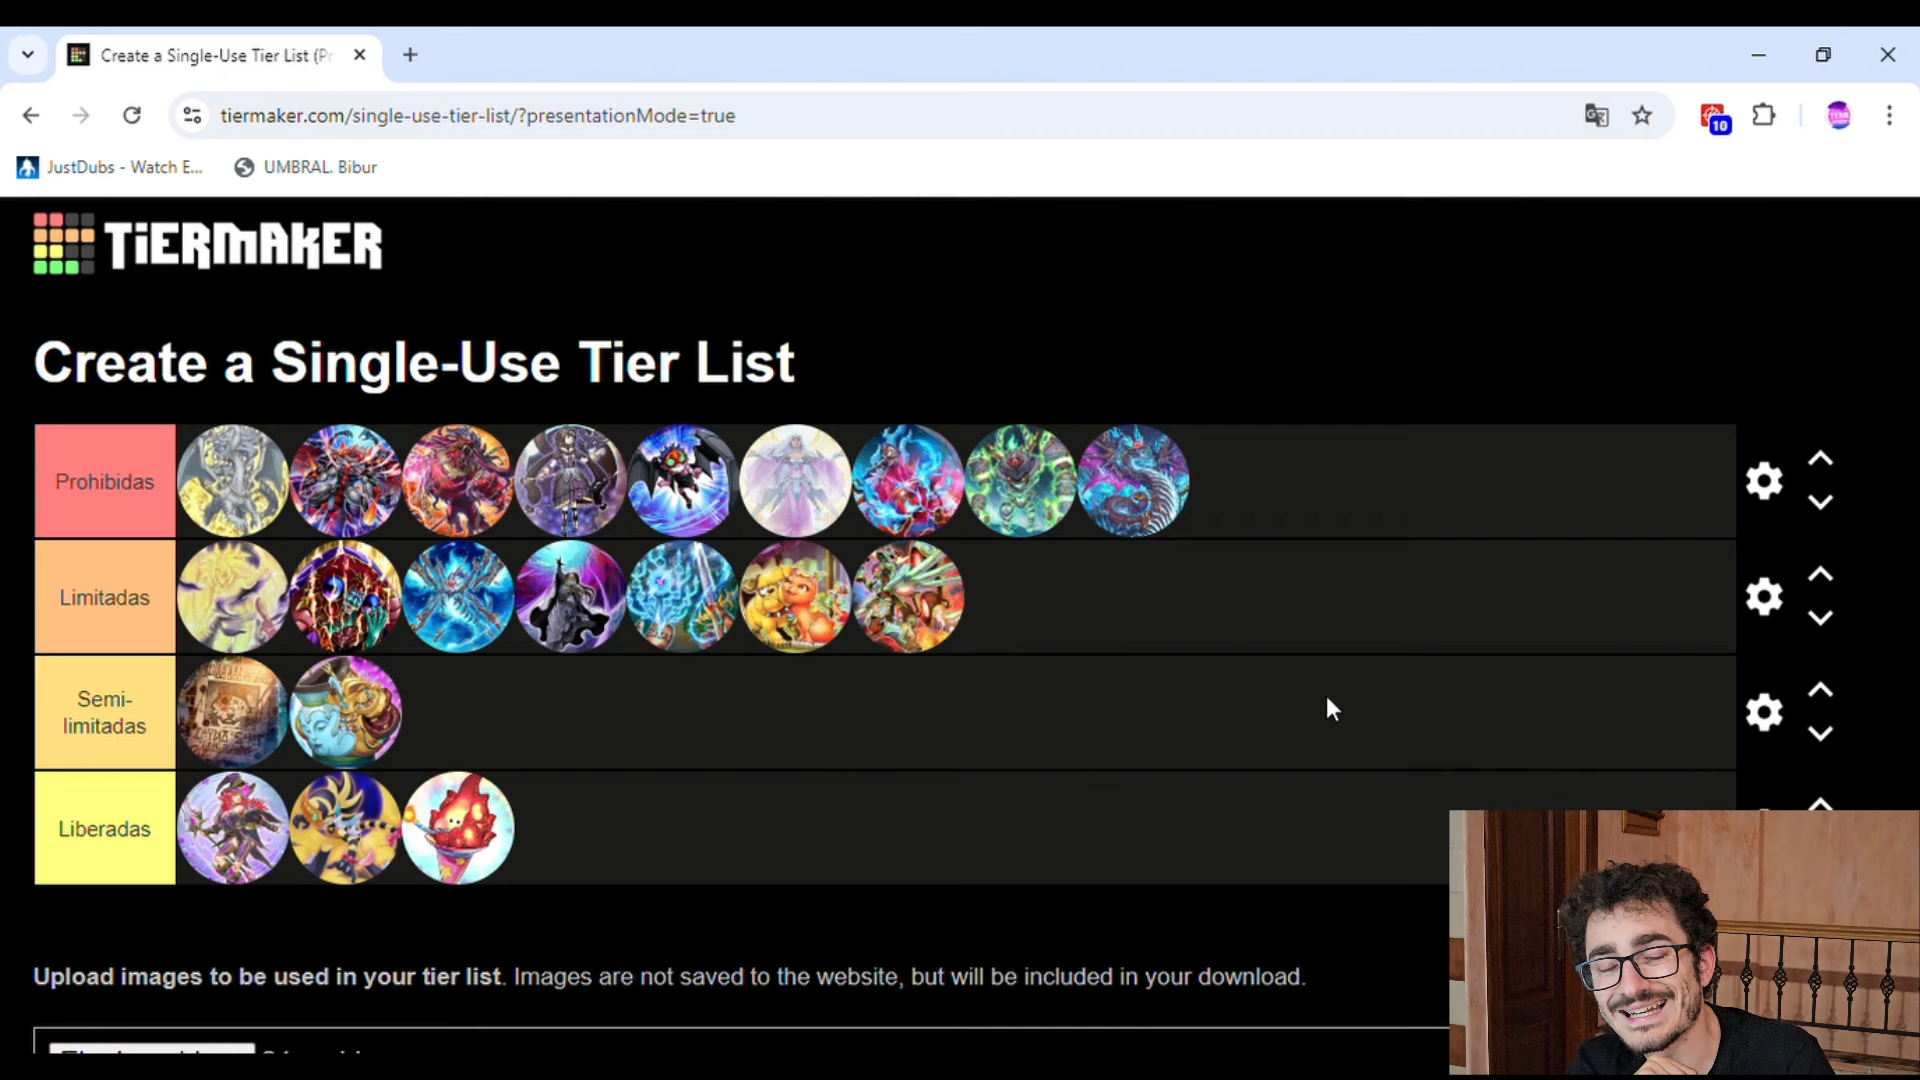 Create a Single-Use Tier List (Pr
tiermaker.com/single-use-tier-list/?presentationMode=true
10
JustDubs - Watch E...
UMBRAL. Bibur
TiERMAKER
Create a Single-Use Tier List
Prohibidas
Limitadas
Semi-
limitadas
Liberadas
Upload images to be used in your tier list. Images are not saved to the website, but will be included in your download.